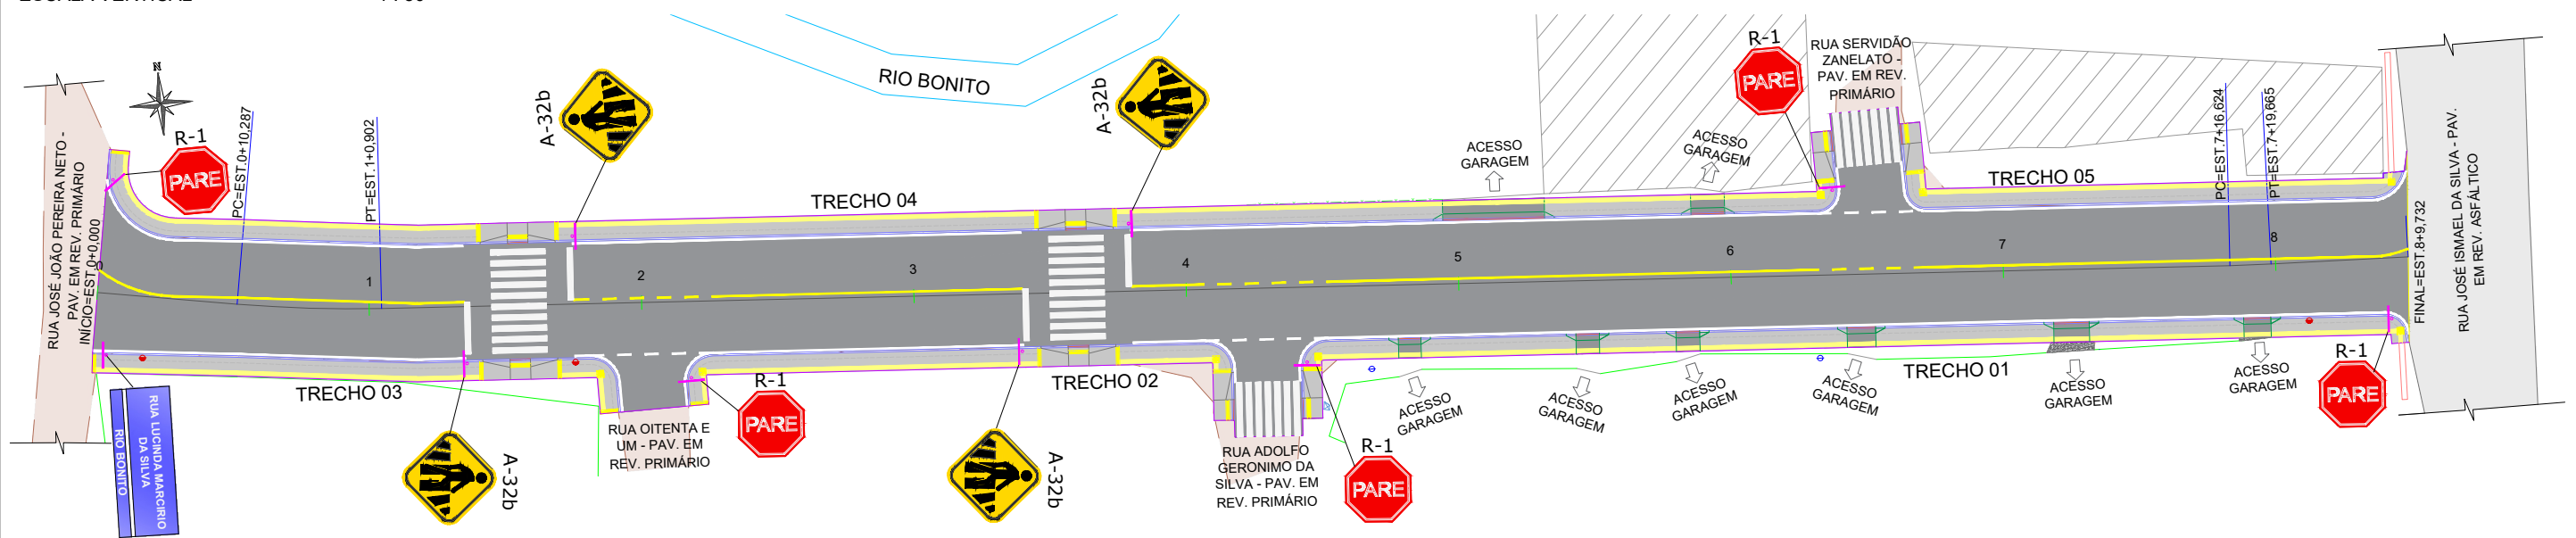 N
R-1
PARE
RUA JOSÉ JOÃO PEREIRA NETO -
PAV. EM REV. PRIMÁRIO
INÍCIO=EST.0+0,000
0
PC=EST.0+10,287
PT=EST.1+0,902
A-32b
RIO BONITO
A-32b
TRECHO 04
ACESSO
GARAGEM
ACESSO
GARAGEM
R-1
PARE
RUA SERVIDÃO
ZANELATO -
PAV. EM REV.
PRIMÁRIO
TRECHO 05
PC=EST.7+16,624
PT=EST.7+19,665
FINAL=EST.8+9,732
RUA JOSÉ ISMAEL DA SILVA - PAV.
EM REV. ASFÁLTICO
1
2
3
4
5
6
7
8
TRECHO 03
RUA LUCINDA MARCIRIO
DA SILVA
RIO BONITO
A-32b
RUA OITENTA E
UM - PAV. EM
REV. PRIMÁRIO
R-1
PARE
TRECHO 02
A-32b
RUA ADOLFO
GERONIMO DA
SILVA - PAV. EM
REV. PRIMÁRIO
R-1
PARE
ACESSO
GARAGEM
ACESSO
GARAGEM
ACESSO
GARAGEM
ACESSO
GARAGEM
TRECHO 01
ACESSO
GARAGEM
ACESSO
GARAGEM
R-1
PARE